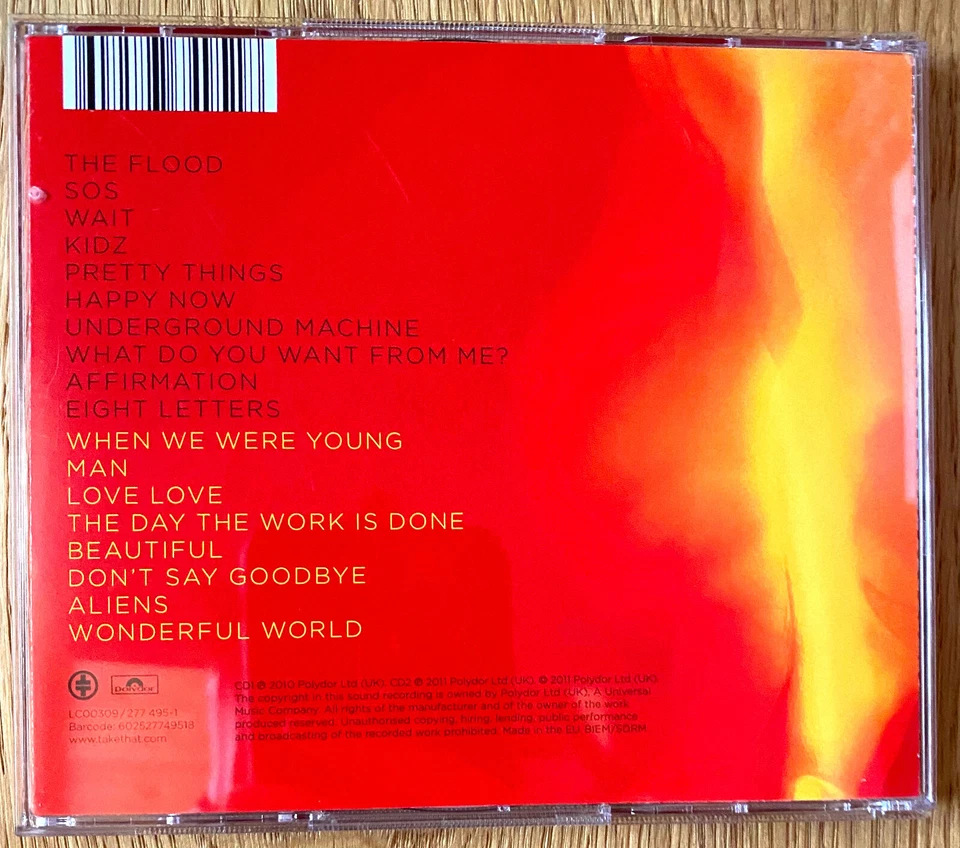 THE FLOOD
SOS
WAIT
KIDZ
PRETTY THINGS
HAPPY NOW
UNDERGROUND MACHINE
WHAT DO YOU WANT FROM ME?
AFFIRMATION
EIGHT LETTERS
WHEN WE WERE YOUNG
MAN
LOVE LOVE
THE DAY THE WORK IS DONE
BEAUTIFUL
DON'T SAY GOODBYE
ALIENS
WONDERFUL WORLD
Polydor
LC00309/277 495-1
Barcode: 602527749518
www.takethat.com
CD1 ℗ 2010 Polydor Ltd (UK). CD2 ℗ 2011 Polydor Ltd (UK). © 2011 Polydor Ltd (UK).
The copyright in this sound recording is owned by Polydor Ltd (UK). A Universal
Music Company. All rights of the manufacturer and of the owner of the work
produced reserved. Unauthorised copying, hiring, lending, public performance
and broadcasting of the recorded work prohibited. Made in the EU. BIEM/SDRM.